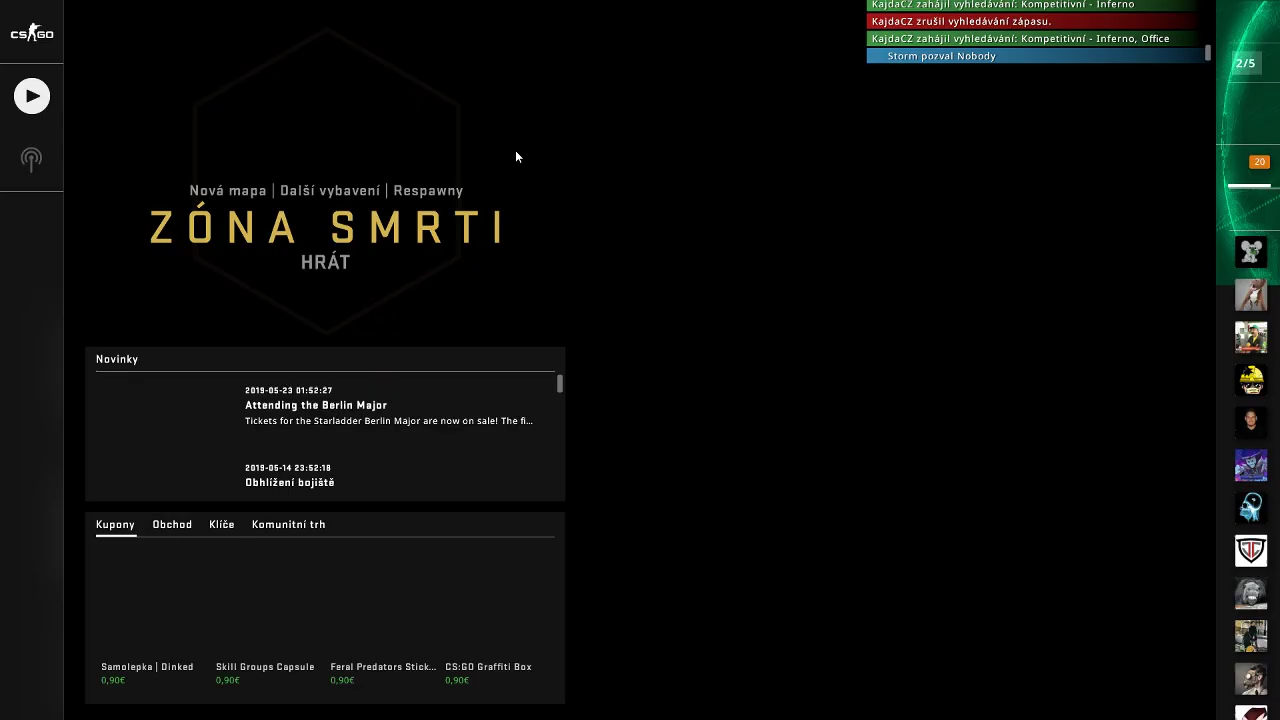 CS:GO
KajdaCZ zahájil vyhledávání: Kompetitivní - Inferno
KajdaCZ zrušil vyhledávání zápasu.
KajdaCZ zahájil vyhledávání: Kompetitivní - Inferno, Office
Storm pozval Nobody
2/5
20
Nová mapa | Další vybavení | Respawny
ZÓNA SMRTI
HRÁT
Novinky
2019-05-23 01:52:27
Attending the Berlin Major
Tickets for the Starladder Berlin Major are now on sale! The fi...
2019-05-14 23:52:18
Obhlížení bojiště
Kupony Obchod Klíče Komunitní trh
Samolepka | Dinked Skill Groups Capsule Feral Predators Stick... CS:GO Graffiti Box
0,90€ 0,90€ 0,90€ 0,90€